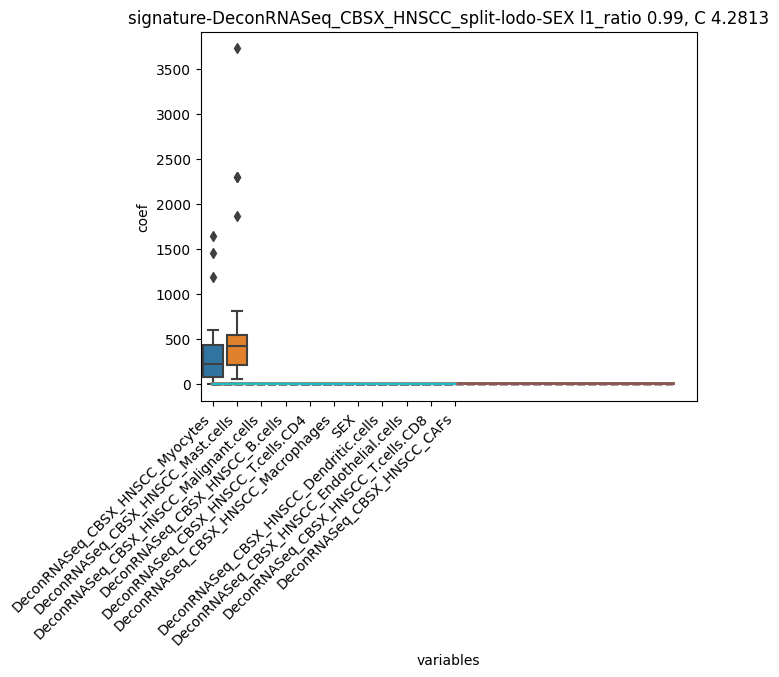 signature-DeconRNASeq_CBSX_HNSCC_split-lodo-SEX l1_ratio 0.99, C 4.2813
coef
3500
3000
2500
2000
1500
1000
500
0
DeconRNASeq_CBSX_HNSCC_Myocytes
DeconRNASeq_CBSX_HNSCC_Mast.cells
DeconRNASeq_CBSX_HNSCC_Malignant.cells
DeconRNASeq_CBSX_HNSCC_B.cells
DeconRNASeq_CBSX_HNSCC_T.cells.CD4
DeconRNASeq_CBSX_HNSCC_Macrophages
SEX
DeconRNASeq_CBSX_HNSCC_Dendritic.cells
DeconRNASeq_CBSX_HNSCC_Endothelial.cells
DeconRNASeq_CBSX_HNSCC_T.cells.CD8
DeconRNASeq_CBSX_HNSCC_CAFs
variables